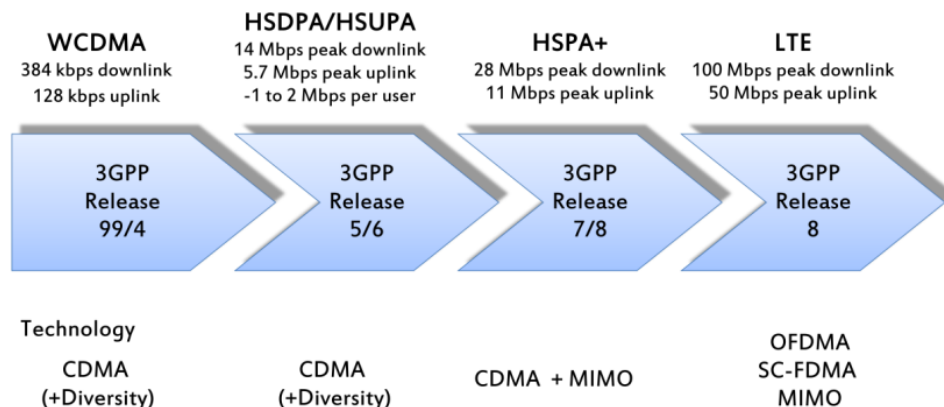 WCDMA
384 kbps downlink
128 kbps uplink
HSDPA/HSUPA
14 Mbps peak downlink
5.7 Mbps peak uplink
-1 to 2 Mbps per user
HSPA+
28 Mbps peak downlink
11 Mbps peak uplink
LTE
100 Mbps peak downlink
50 Mbps peak uplink
3GPP
Release
99/4
3GPP
Release
5/6
3GPP
Release
7/8
3GPP
Release
8
Technology
CDMA
(+Diversity)
CDMA
(+Diversity)
CDMA + MIMO
OFDMA
SC-FDMA
MIMO